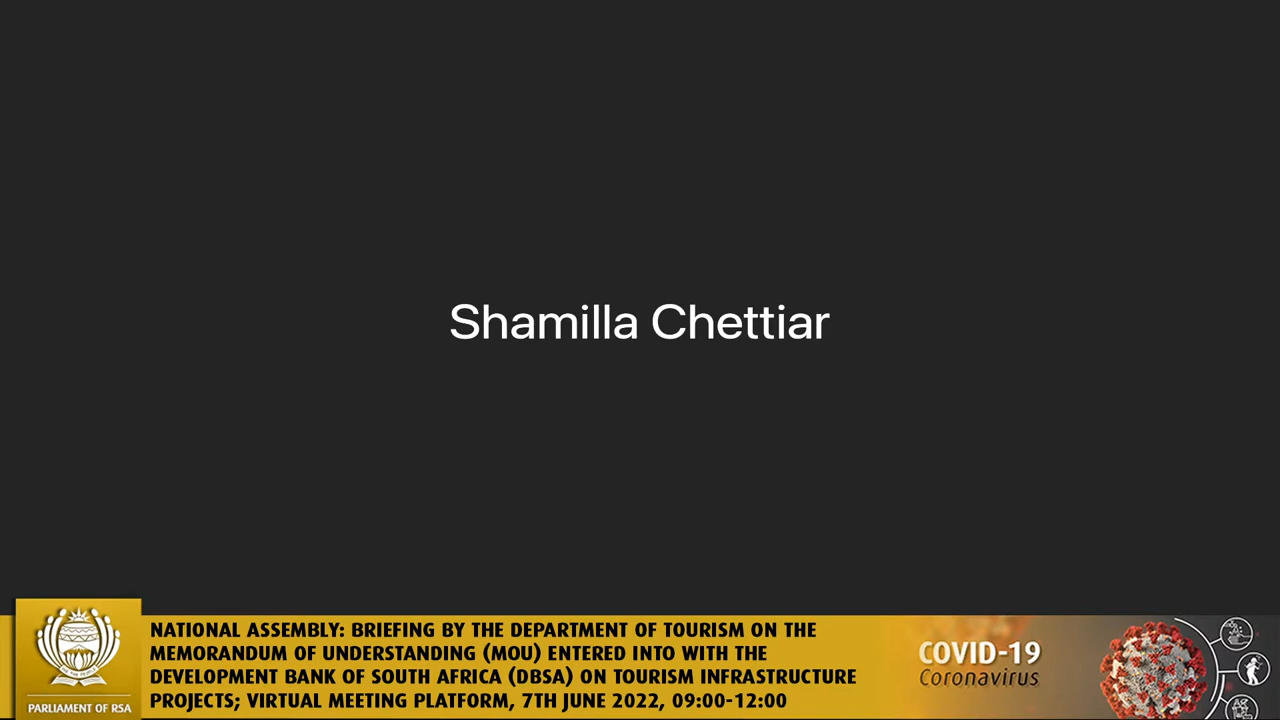 Shamilla Chettiar
NATIONAL ASSEMBLY: BRIEFING BY THE DEPARTMENT OF TOURISM ON THE
MEMORANDUM OF UNDERSTANDING (MOU) ENTERED INTO WITH THE
DEVELOPMENT BANK OF SOUTH AFRICA (DBSA) ON TOURISM INFRASTRUCTURE
PROJECTS; VIRTUAL MEETING PLATFORM, 7TH JUNE 2022, 09:00-12:00
PARLIAMENT OF RSA
COVID-19
Coronavirus